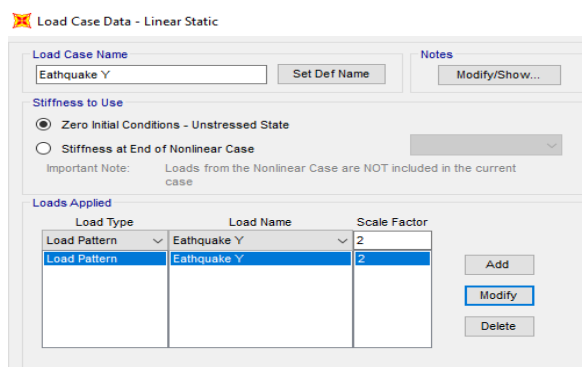 Load Case Data - Linear Static
Load Case Name
Notes
Eathquake Y
Set Def Name
Modify/Show...
Stiffness to Use
Zero Initial Conditions - Unstressed State
Stiffness at End of Nonlinear Case
Important Note: Loads from the Nonlinear Case are NOT included in the current
case
Loads Applied
Load Type Load Name Scale Factor
Load Pattern Eathquake Y 2
Load Pattern Eathquake Y 2
Add
Modify
Delete